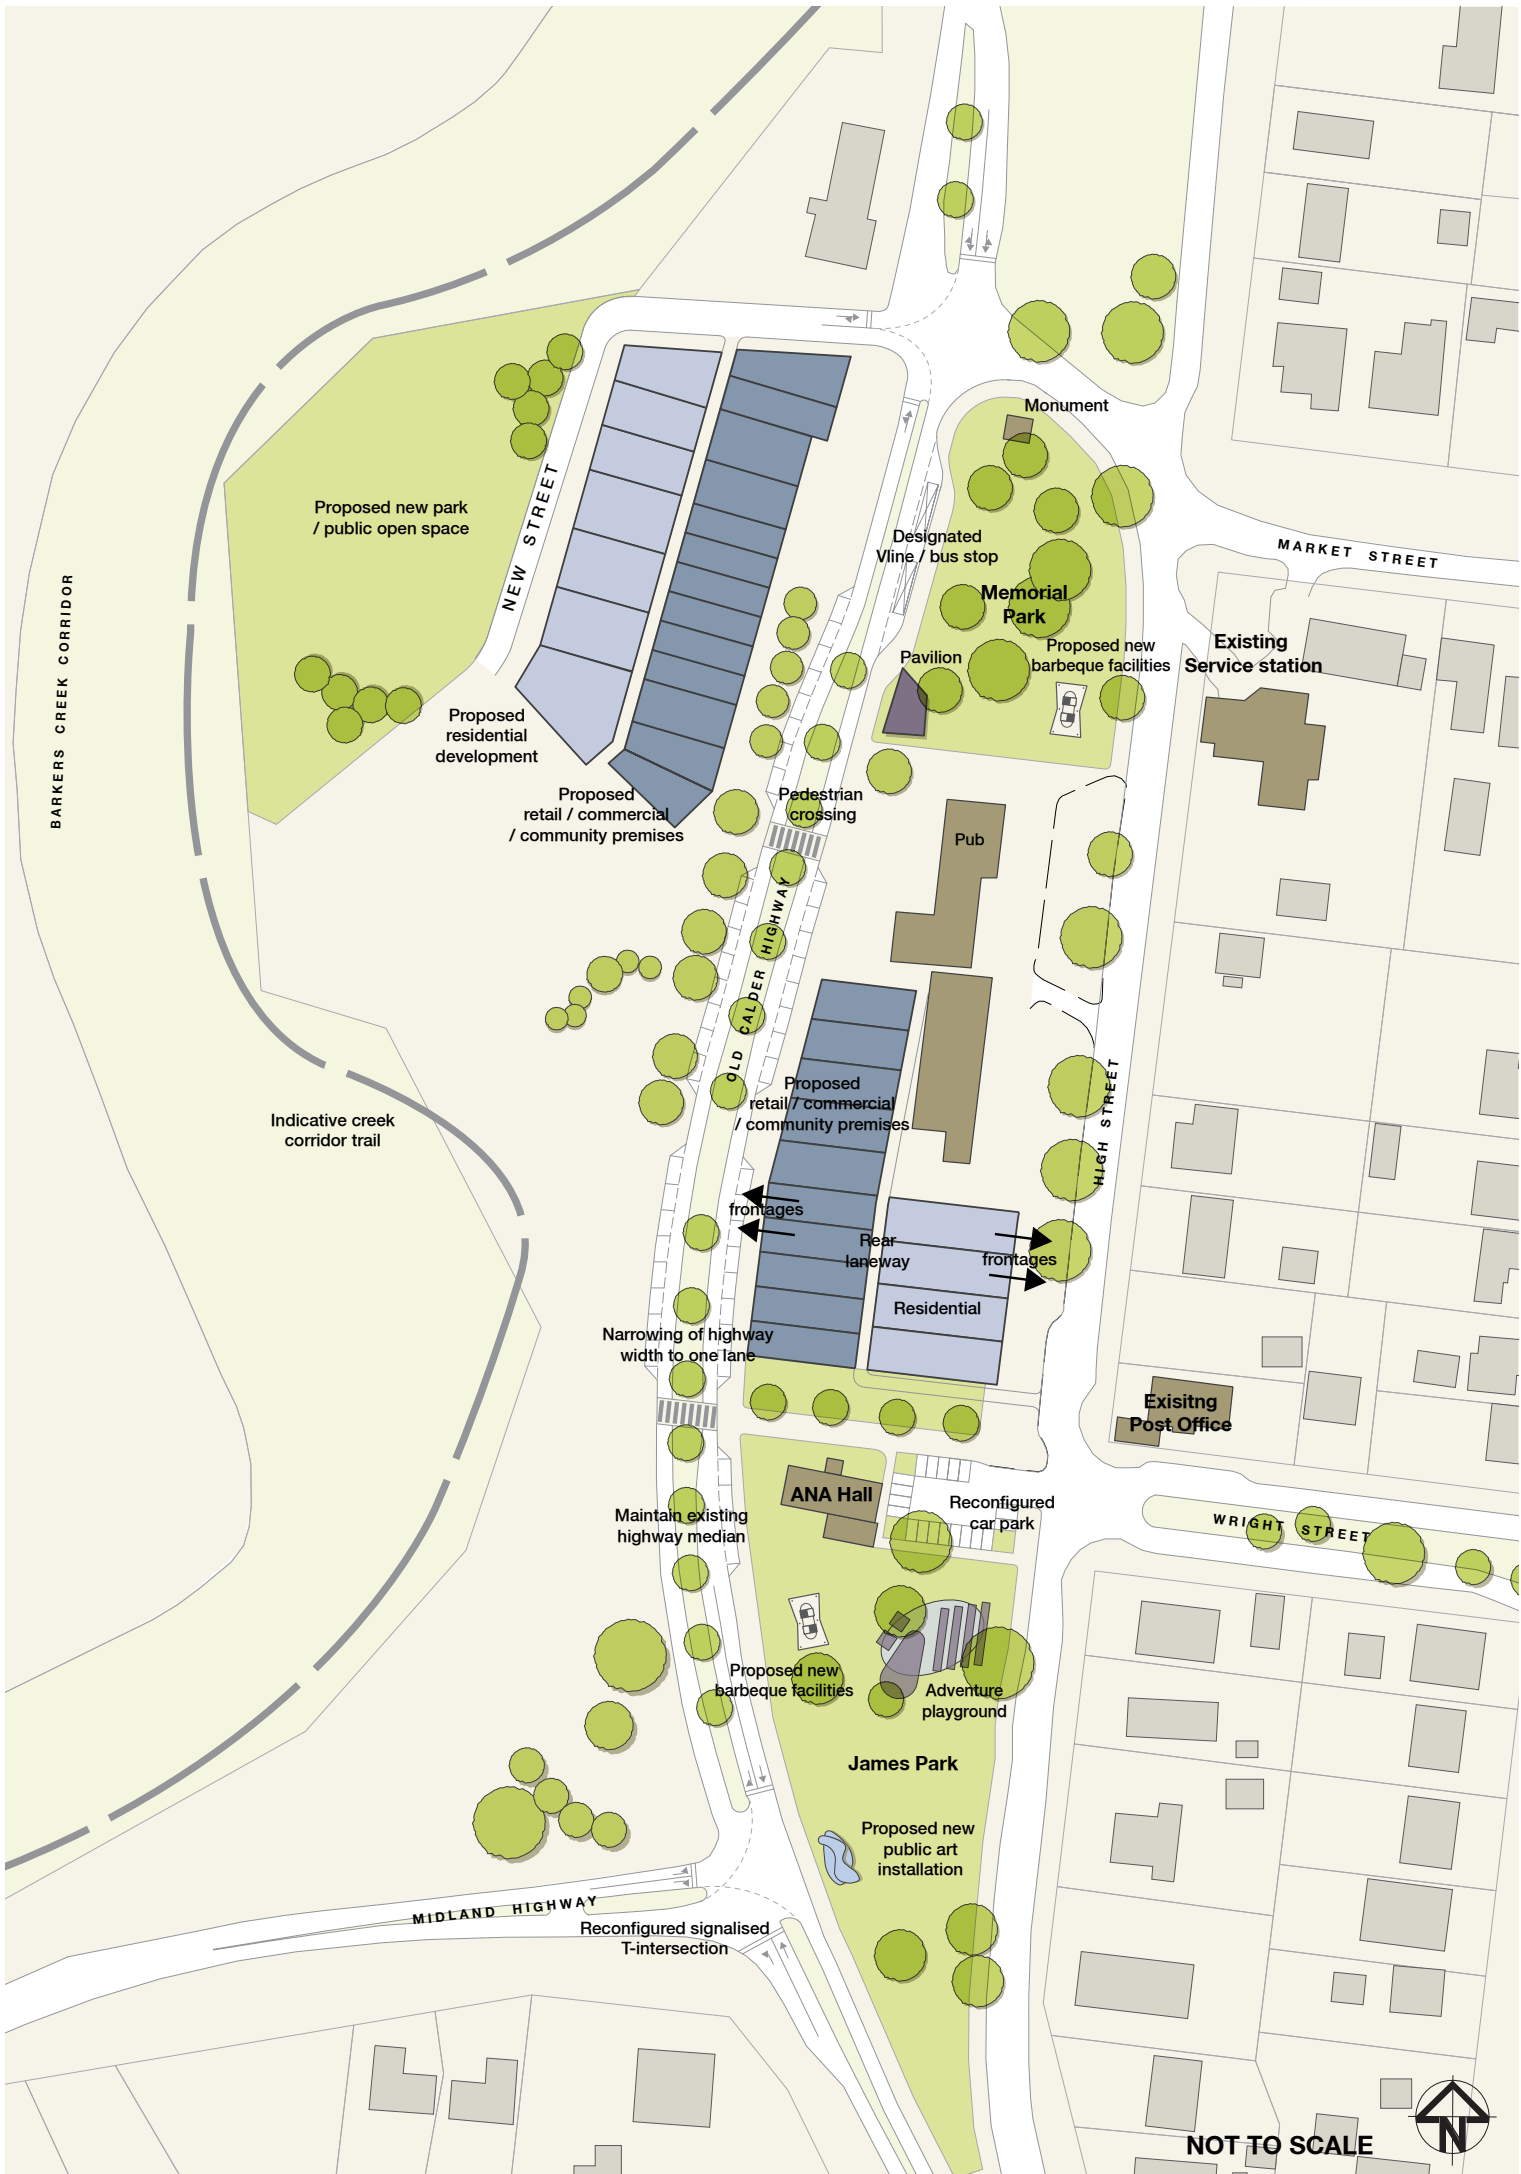 Monument
Proposed new park
/ public open space
NEW STREET
Designated
Vline / bus stop
MARKET STREET
Memorial
Park
BARKERS CREEK CORRIDOR
Existing
Service station
Pavilion
Proposed new
barbeque facilities
Proposed
residential
development
Proposed
retail / commercial
/ community premises
Pedestrian
crossing
Pub
OLD CALDER HIGHWAY
Indicative creek
corridor trail
Proposed
retail / commercial
/ community premises
HIGH STREET
frontages
Rear
laneway
frontages
Residential
Narrowing of highway
width to one lane
Exisitng
Post Office
ANA Hall
Reconfigured
car park
Maintain existing
highway median
WRIGHT STREET
Proposed new
barbeque facilities
Adventure
playground
James Park
Proposed new
public art
installation
MIDLAND HIGHWAY
Reconfigured signalised
T-intersection
NOT TO SCALE
N